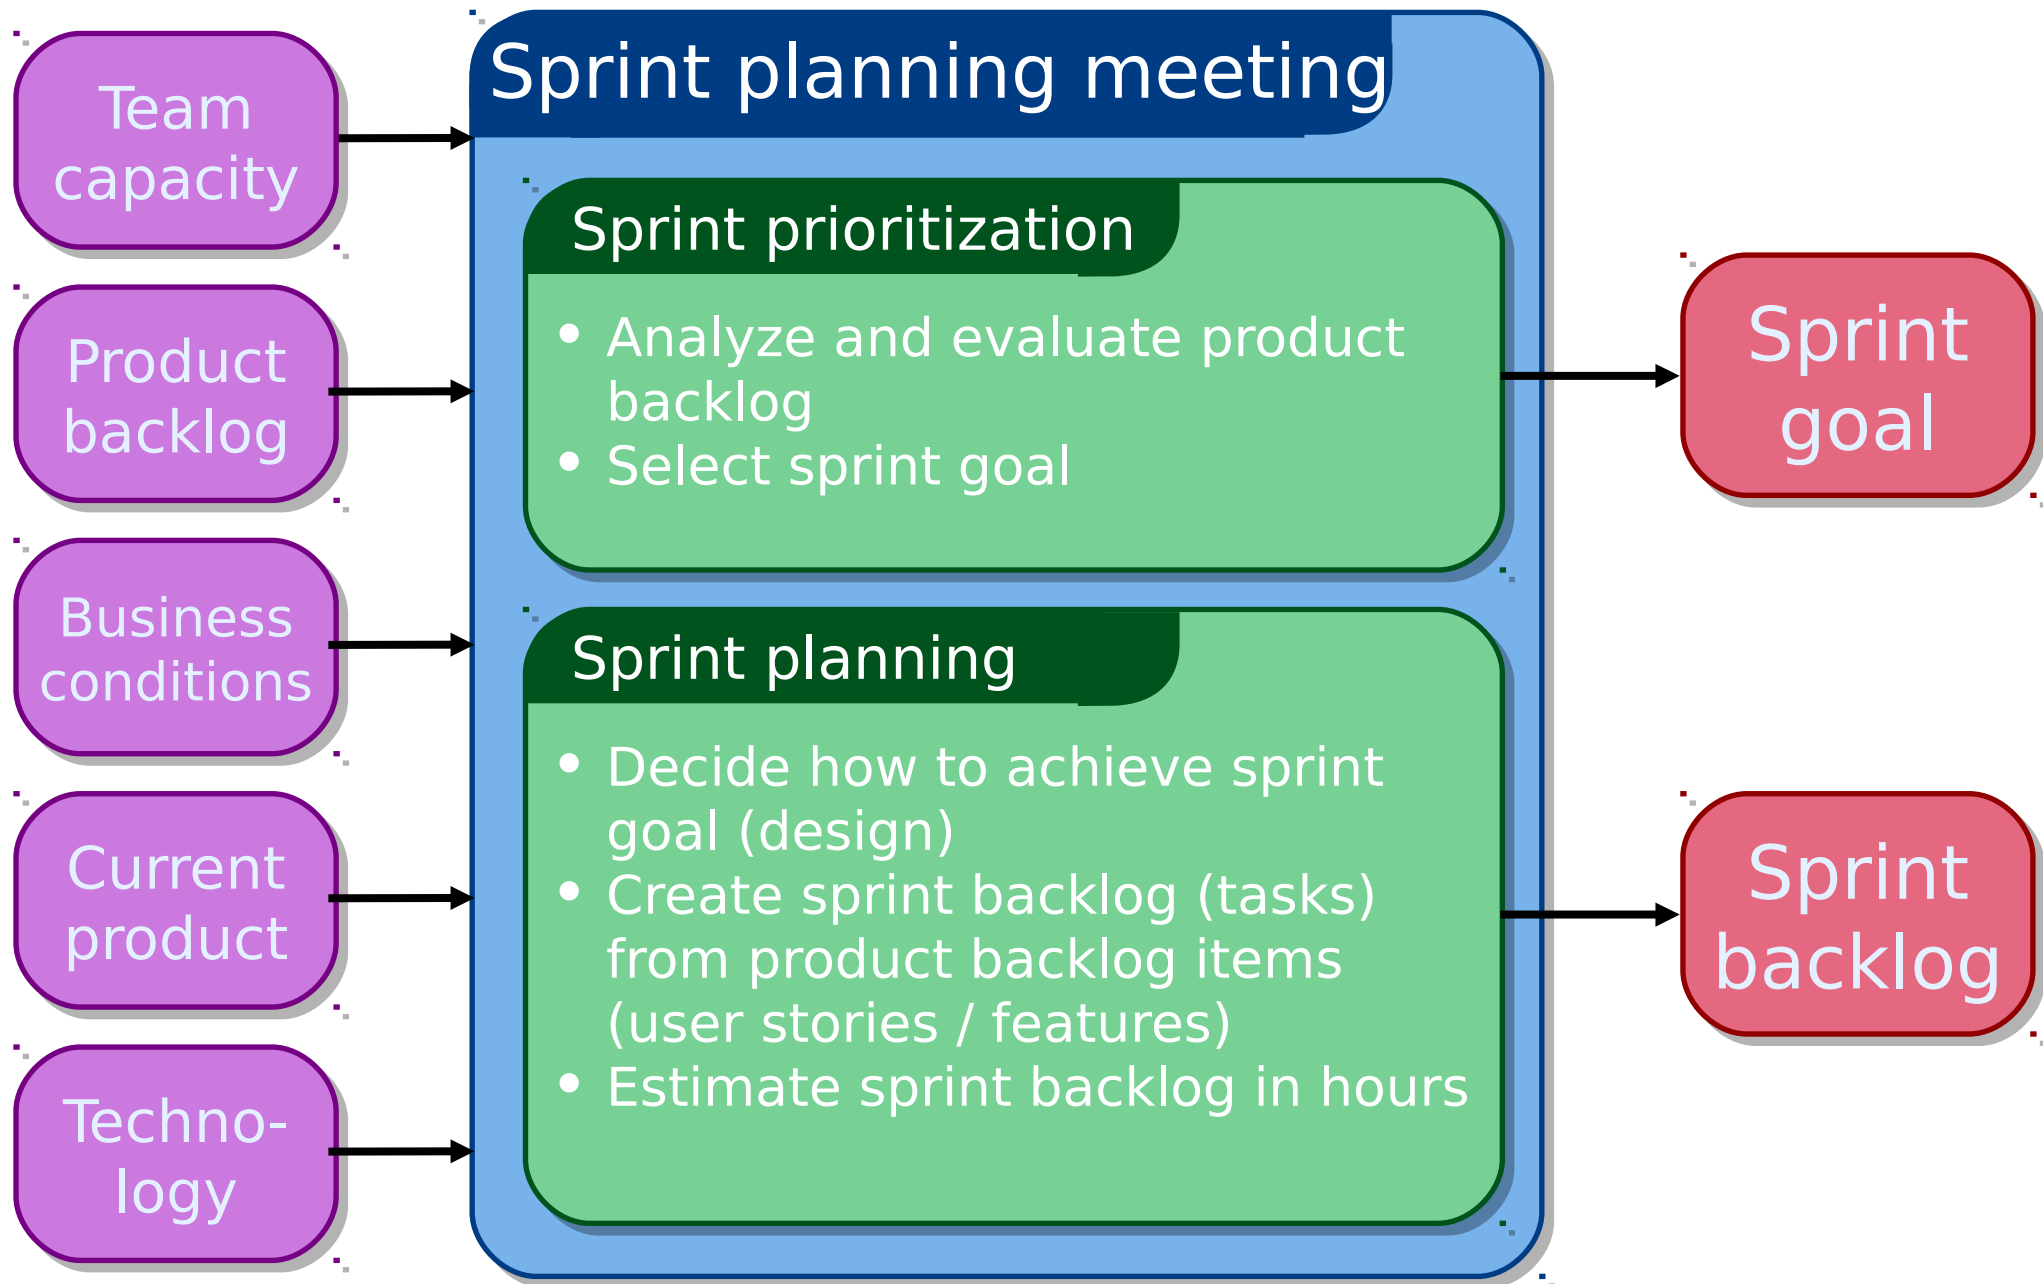 Team
capacity
Product
backlog
Business
conditions
Current
product
Techno-
logy
Sprint planning meeting
Sprint prioritization
• Analyze and evaluate product
backlog
• Select sprint goal
Sprint planning
• Decide how to achieve sprint
goal (design)
• Create sprint backlog (tasks)
from product backlog items
(user stories / features)
• Estimate sprint backlog in hours
Sprint
goal
Sprint
backlog